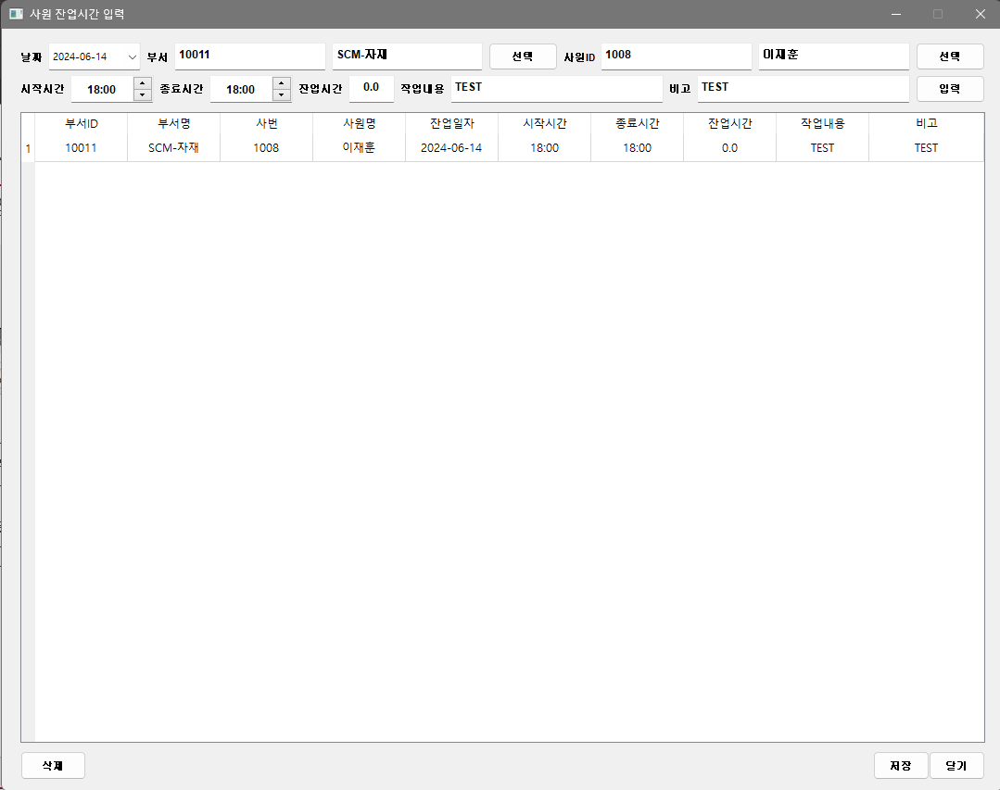 사원 잔업시간 입력
날짜 2024-06-14 부서 10011 SCM-자재 선택 사원ID 1008 이재훈 선택
시작시간 18:00 종료시간 18:00 잔업시간 0.0 작업내용 TEST 비고 TEST 입력
부서ID 부서명 사번 사원명 잔업일자 시작시간 종료시간 잔업시간 작업내용 비고
1 10011 SCM-자재 1008 이재훈 2024-06-14 18:00 18:00 0.0 TEST TEST
삭제 저장 닫기